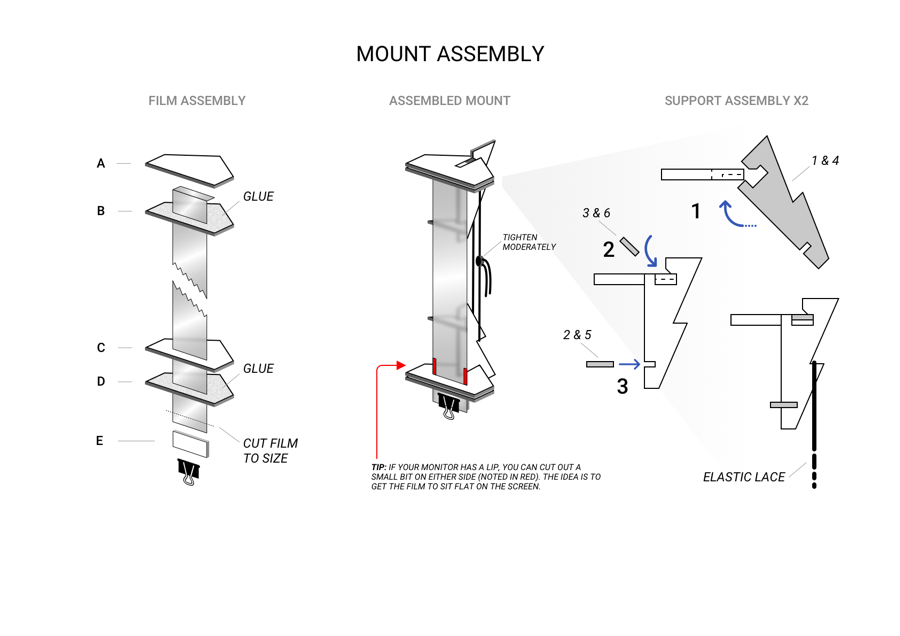 MOUNT ASSEMBLY
FILM ASSEMBLY
A
B
GLUE
C
D
GLUE
E
CUT FILM
TO SIZE
ASSEMBLED MOUNT
TIGHTEN
MODERATELY
TIP: IF YOUR MONITOR HAS A LIP, YOU CAN CUT OUT A
SMALL BIT ON EITHER SIDE (NOTED IN RED). THE IDEA IS TO
GET THE FILM TO SIT FLAT ON THE SCREEN.
SUPPORT ASSEMBLY X2
1 & 4
1
3 & 6
2
2 & 5
3
ELASTIC LACE